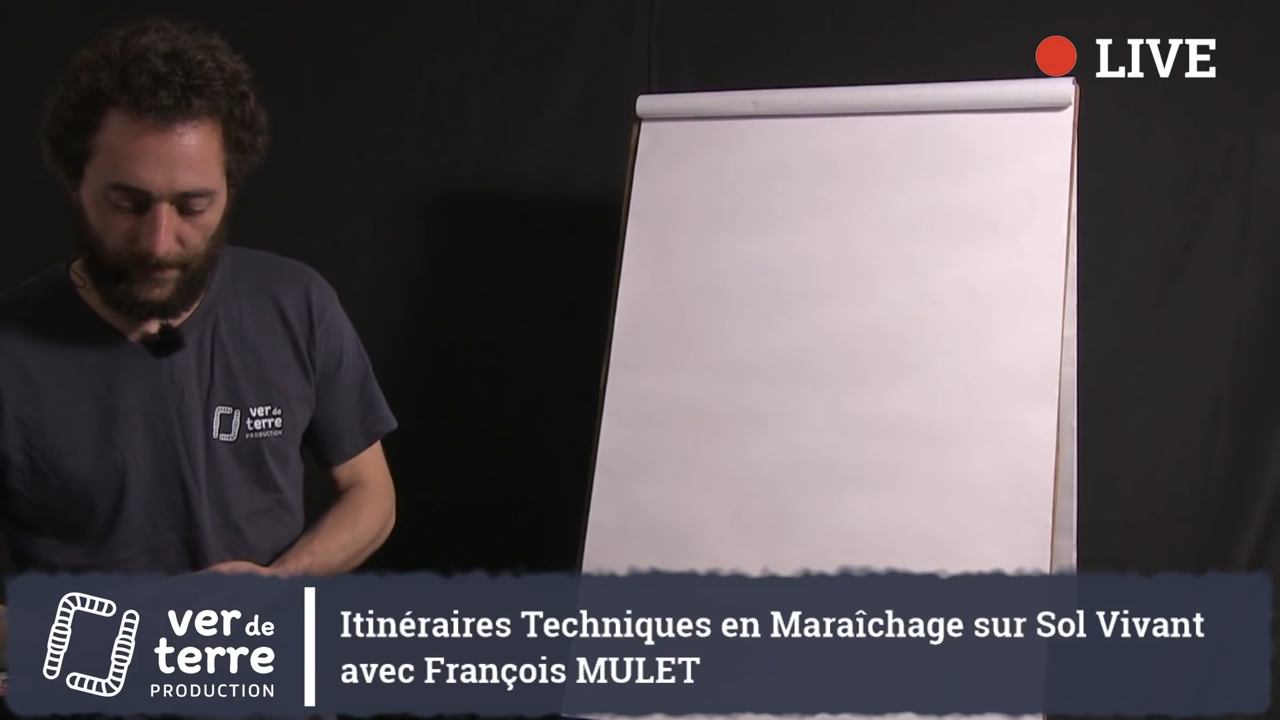 LIVE
ver de
terre
PRODUCTION
ver de
terre
PRODUCTION
Itinéraires Techniques en Maraîchage sur Sol Vivant
avec François MULET